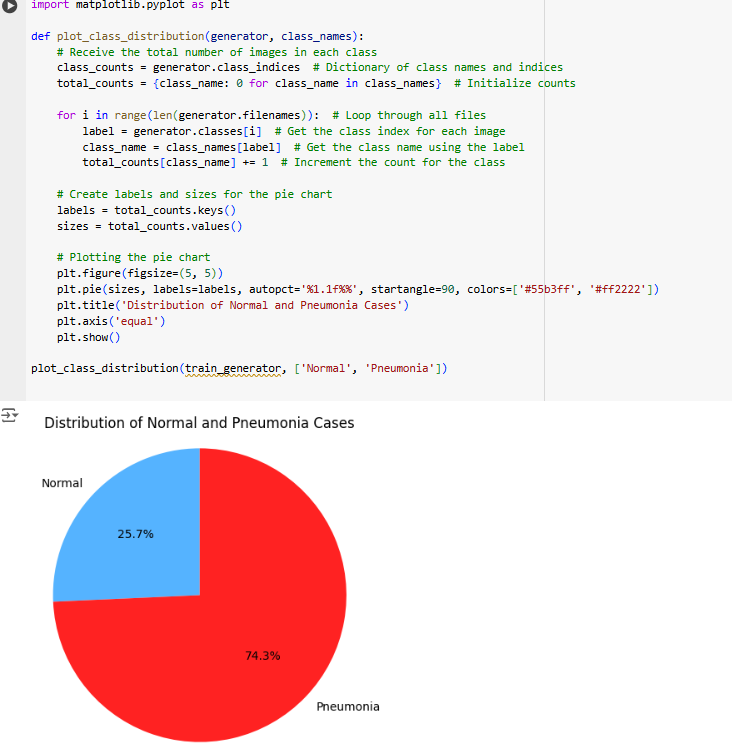 import matplotlib.pyplot as plt
def plot_class_distribution(generator, class_names):
# Receive the total number of images in each class
class_counts = generator.class_indices  # Dictionary of class names and indices
total_counts = {class_name: 0 for class_name in class_names}  # Initialize counts
for i in range(len(generator.filenames)):  # Loop through all files
label = generator.classes[i]  # Get the class index for each image
class_name = class_names[label]  # Get the class name using the label
total_counts[class_name] += 1  # Increment the count for the class
# Create labels and sizes for the pie chart
labels = total_counts.keys()
sizes = total_counts.values()
# Plotting the pie chart
plt.figure(figsize=(5, 5))
plt.pie(sizes, labels=labels, autopct='%1.1f%%', startangle=90, colors=['#55b3ff', '#ff2222'])
plt.title('Distribution of Normal and Pneumonia Cases')
plt.axis('equal')
plt.show()
plot_class_distribution(train_generator, ['Normal', 'Pneumonia'])
Distribution of Normal and Pneumonia Cases
Normal
25.7%
74.3%
Pneumonia